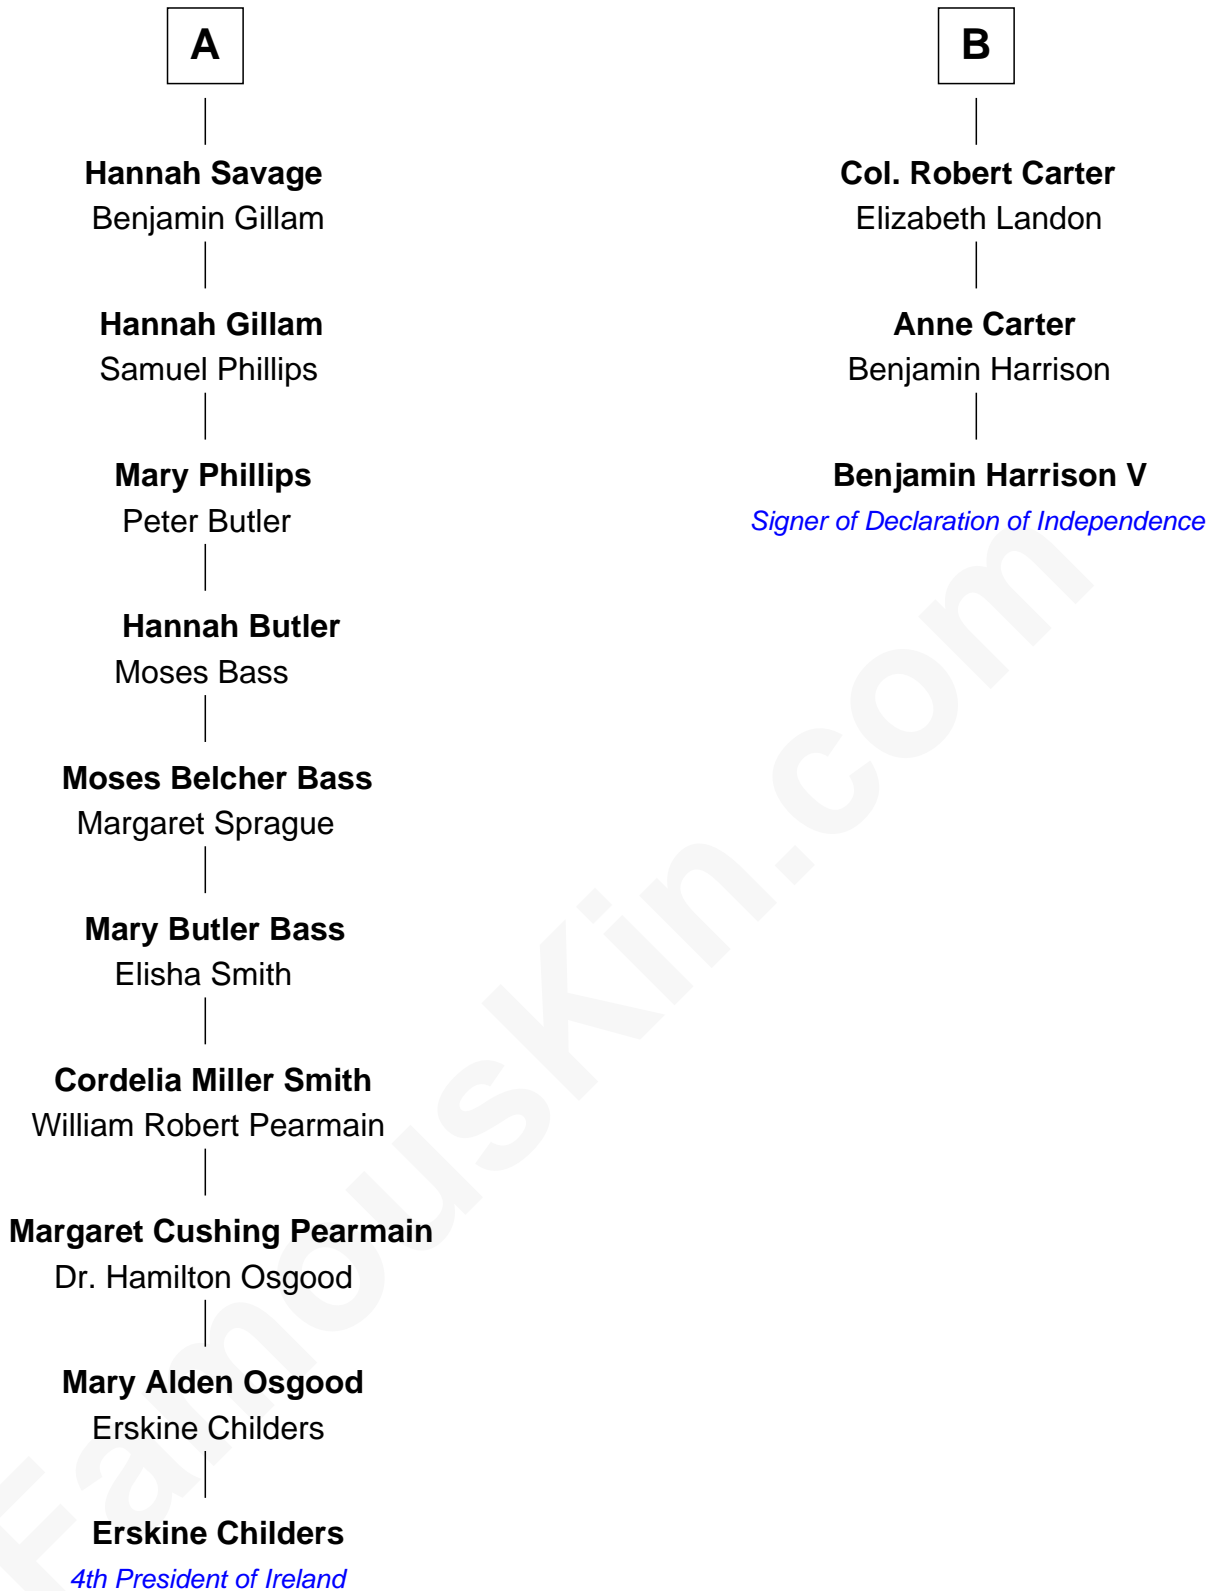 A
Hannah Savage
Benjamin Gillam
Hannah Gillam
Samuel Phillips
Mary Phillips
Peter Butler
Hannah Butler
Moses Bass
Moses Belcher Bass
Margaret Sprague
Mary Butler Bass
Elisha Smith
Cordelia Miller Smith
William Robert Pearmain
Margaret Cushing Pearmain
Dr. Hamilton Osgood
Mary Alden Osgood
Erskine Childers
Erskine Childers
4th President of Ireland
B
Col. Robert Carter
Elizabeth Landon
Anne Carter
Benjamin Harrison
Benjamin Harrison V
Signer of Declaration of Independence
FamousKin.com